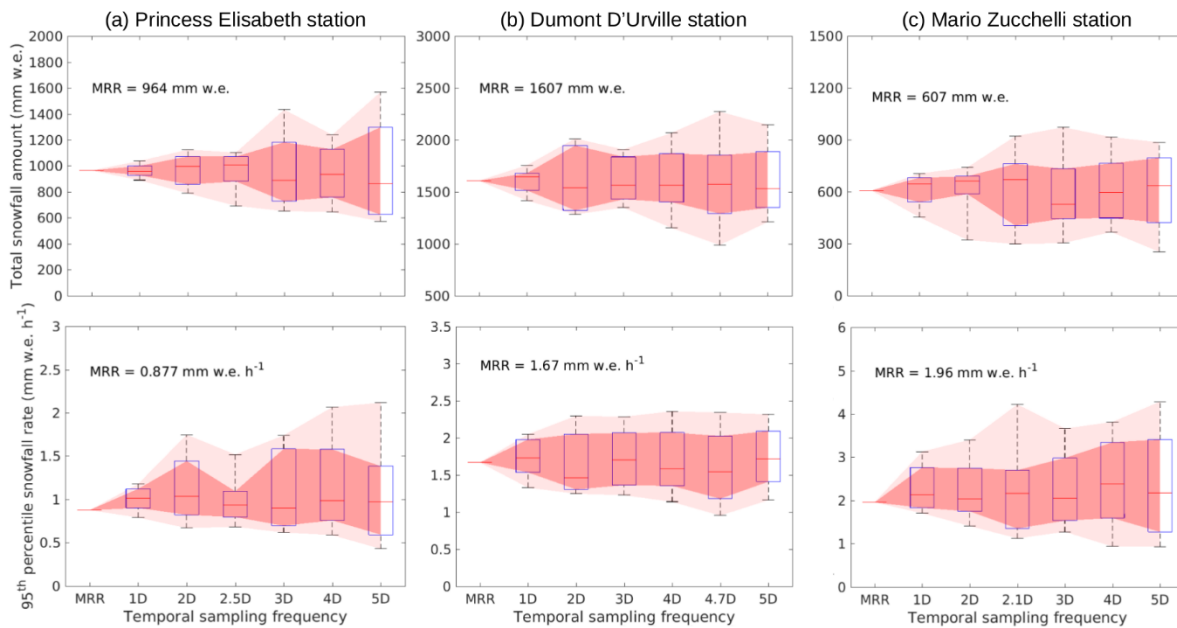 (a) Princess Elisabeth station
(b) Dumont D'Urville station
(c) Mario Zucchelli station
Total snowfall amount (mm w.e.)
2000
1800
1600
1400
1200
1000
800
600
400
200
0
MRR = 964 mm w.e.
3000
2500
2000
1500
1000
500
MRR = 1607 mm w.e.
1500
1200
900
600
300
0
MRR = 607 mm w.e.
95th percentile snowfall rate (mm w.e. h-1)
3
2.5
2
1.5
1
0.5
0
MRR = 0.877 mm w.e. h-1
MRR 1D 2D 2.5D 3D 4D 5D
Temporal sampling frequency
3.5
3
2.5
2
1.5
1
0.5
0
MRR = 1.67 mm w.e. h-1
MRR 1D 2D 3D 4D 4.7D 5D
Temporal sampling frequency
6
5
4
3
2
1
0
MRR = 1.96 mm w.e. h-1
MRR 1D 2D 2.1D 3D 4D 5D
Temporal sampling frequency